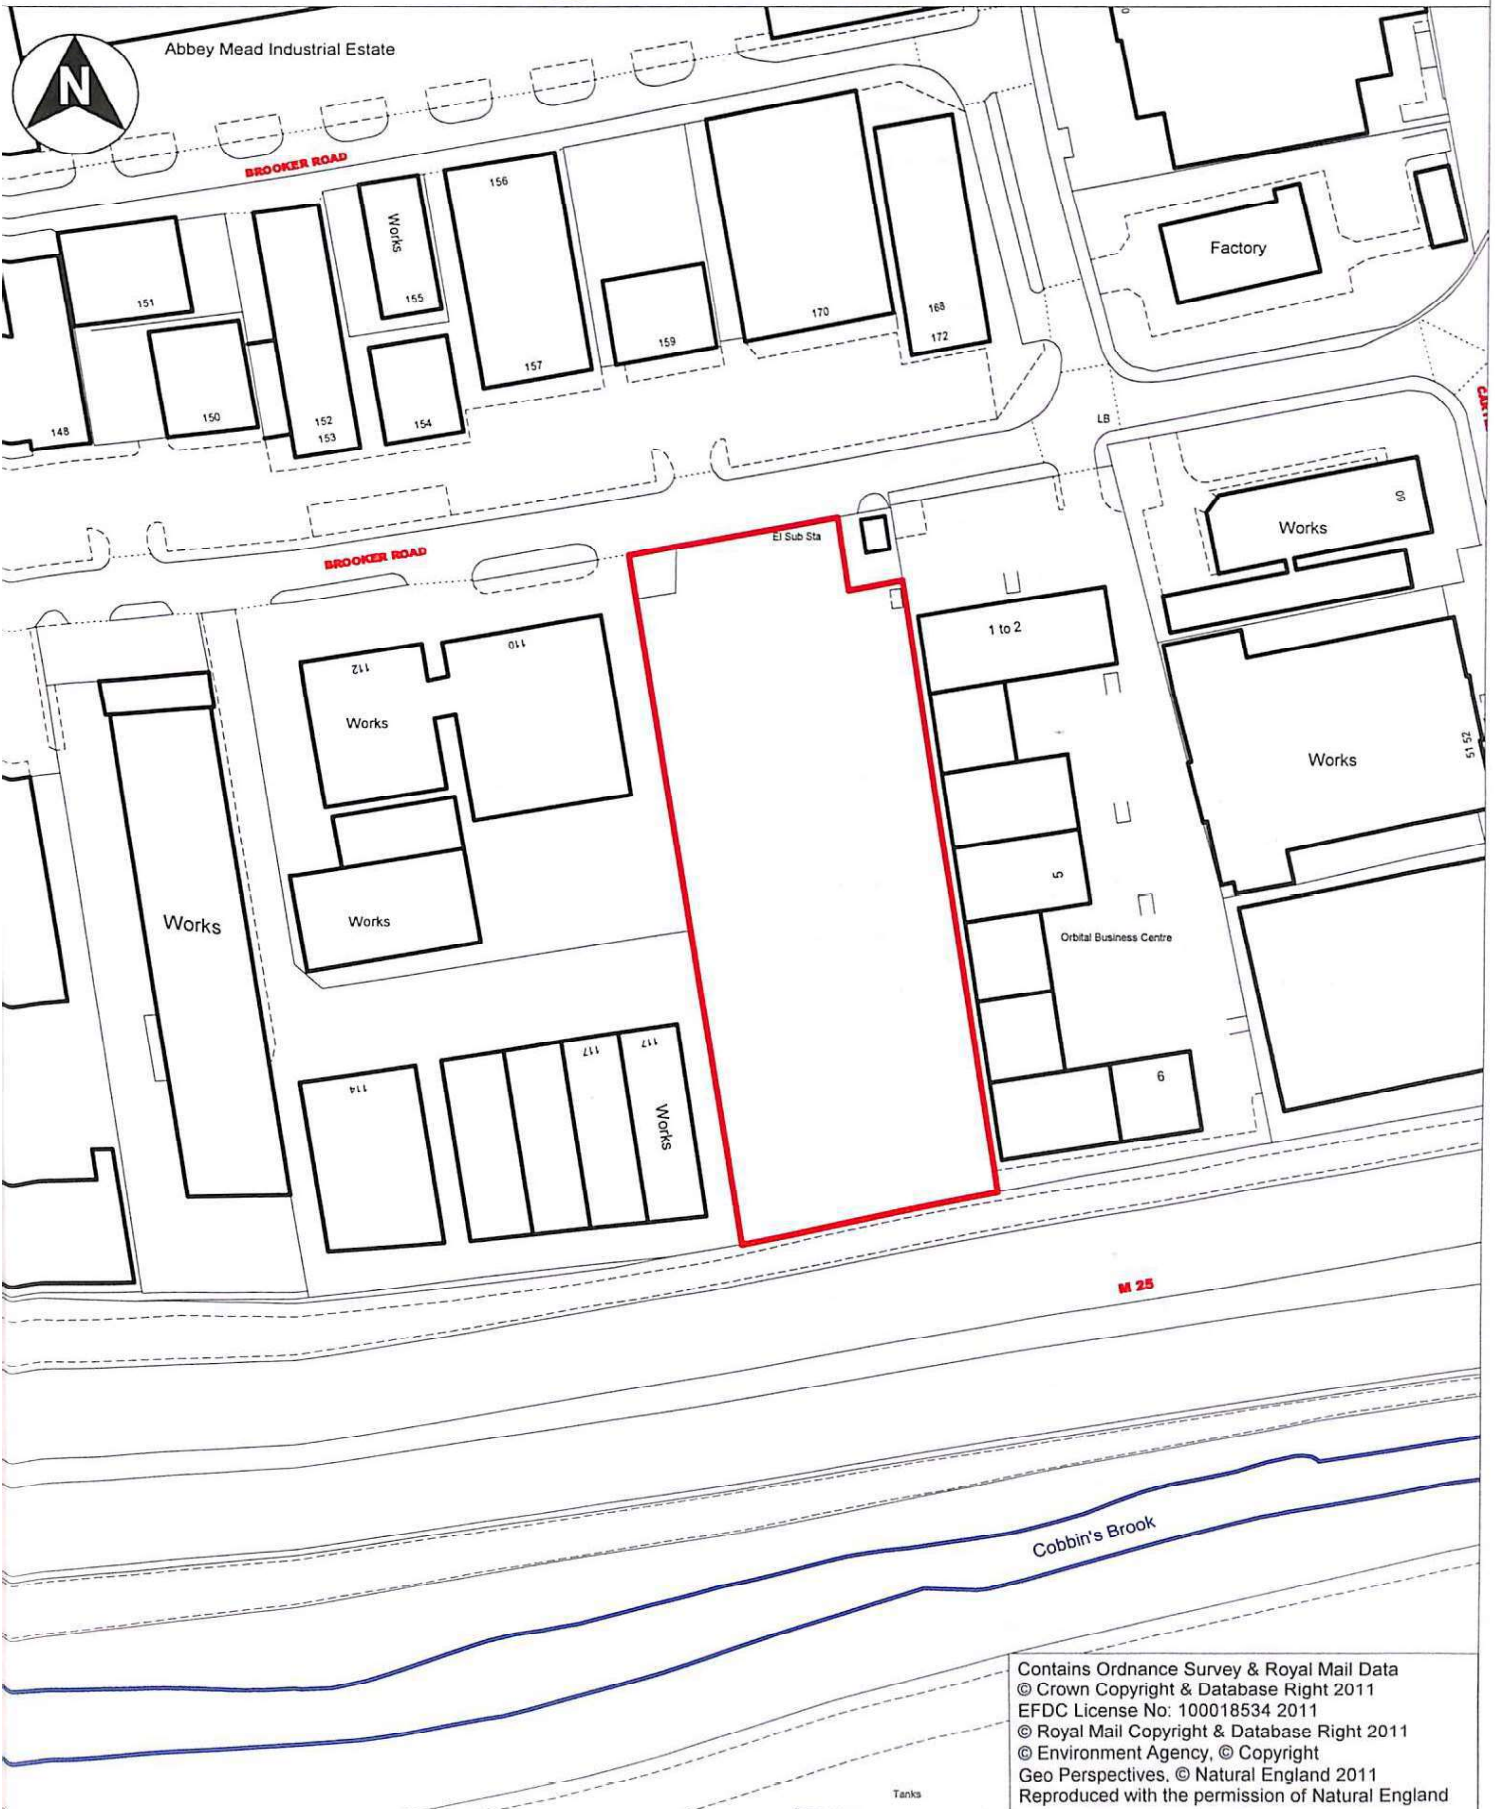 Abbey Mead Industrial Estate
N
BROOKER ROAD
156
Works
155
151
Factory
170
168
172
159
157
150
152
153
154
148
LB
60
Works
El Sub Sta
BROOKER ROAD
1 to 2
112
110
Works
Works
51 52
5
Works
Works
Orbital Business Centre
117
117
114
6
Works
M 25
Cobbin's Brook
Tanks
Contains Ordnance Survey & Royal Mail Data
© Crown Copyright & Database Right 2011
EFDC License No: 100018534 2011
© Royal Mail Copyright & Database Right 2011
© Environment Agency, © Copyright
Geo Perspectives, © Natural England 2011
Reproduced with the permission of Natural England